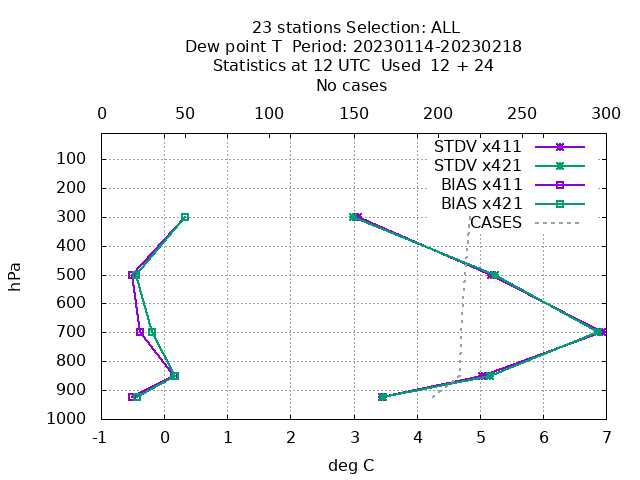 23 stations Selection: ALL
Dew point T  Period: 20230114-20230218
Statistics at 12 UTC  Used  12 + 24
No cases
0 50 100 150 200 250 300
STDV x411
STDV x421
BIAS x411
BIAS x421
CASES
100
200
300
400
500
600
700
800
900
1000
hPa
-1 0 1 2 3 4 5 6 7
deg C